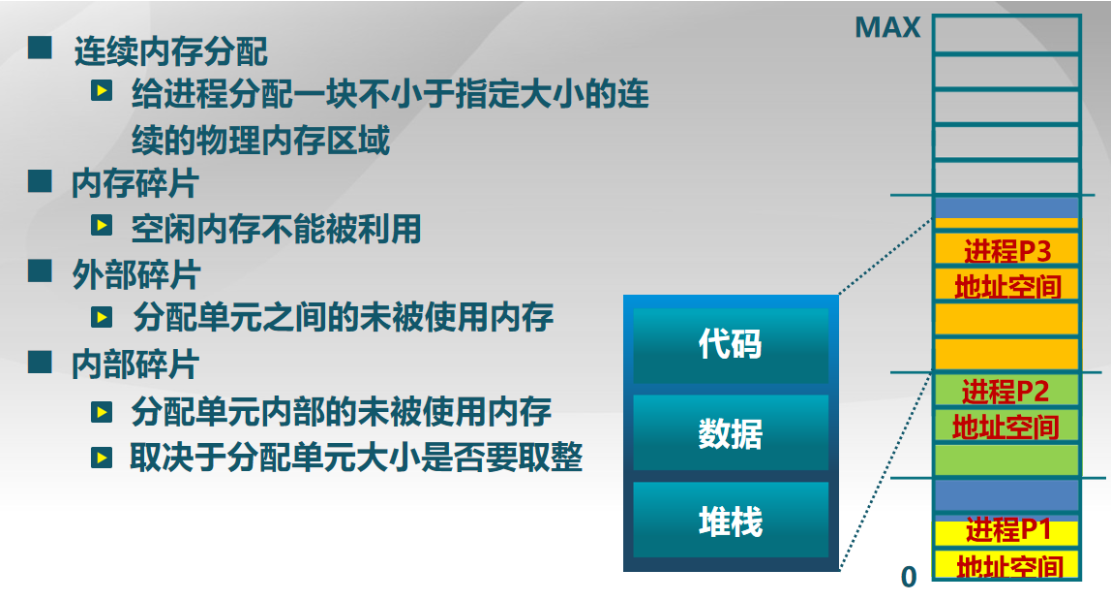 连续内存分配
给进程分配一块不小于指定大小的连
续的物理内存区域
内存碎片
空闲内存不能被利用
外部碎片
分配单元之间的未被使用内存
内部碎片
分配单元内部的未被使用内存
取决于分配单元大小是否要取整
代码
数据
堆栈
MAX
进程P3
地址空间
进程P2
地址空间
进程P1
地址空间
0